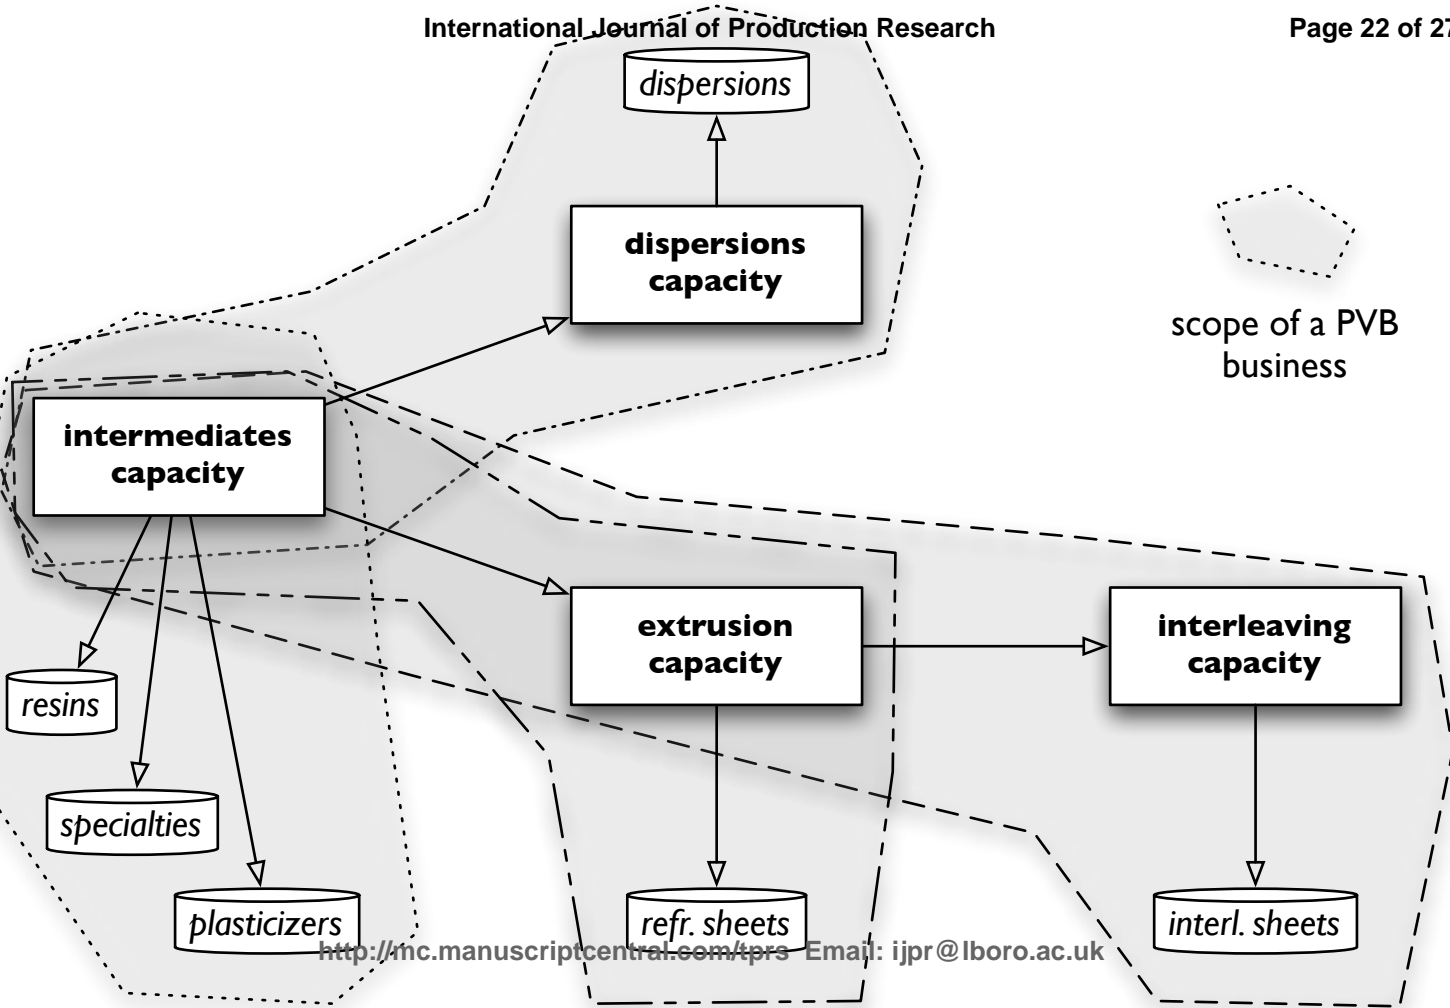 International Journal of Production Research
Page 22 of 27
dispersions
dispersions
capacity
scope of a PVB
business
intermediates
capacity
extrusion
capacity
interleaving
capacity
resins
specialties
plasticizers
refr. sheets
interl. sheets
http://mc.manuscriptcentral.com/tprs Email: ijpr@lboro.ac.uk